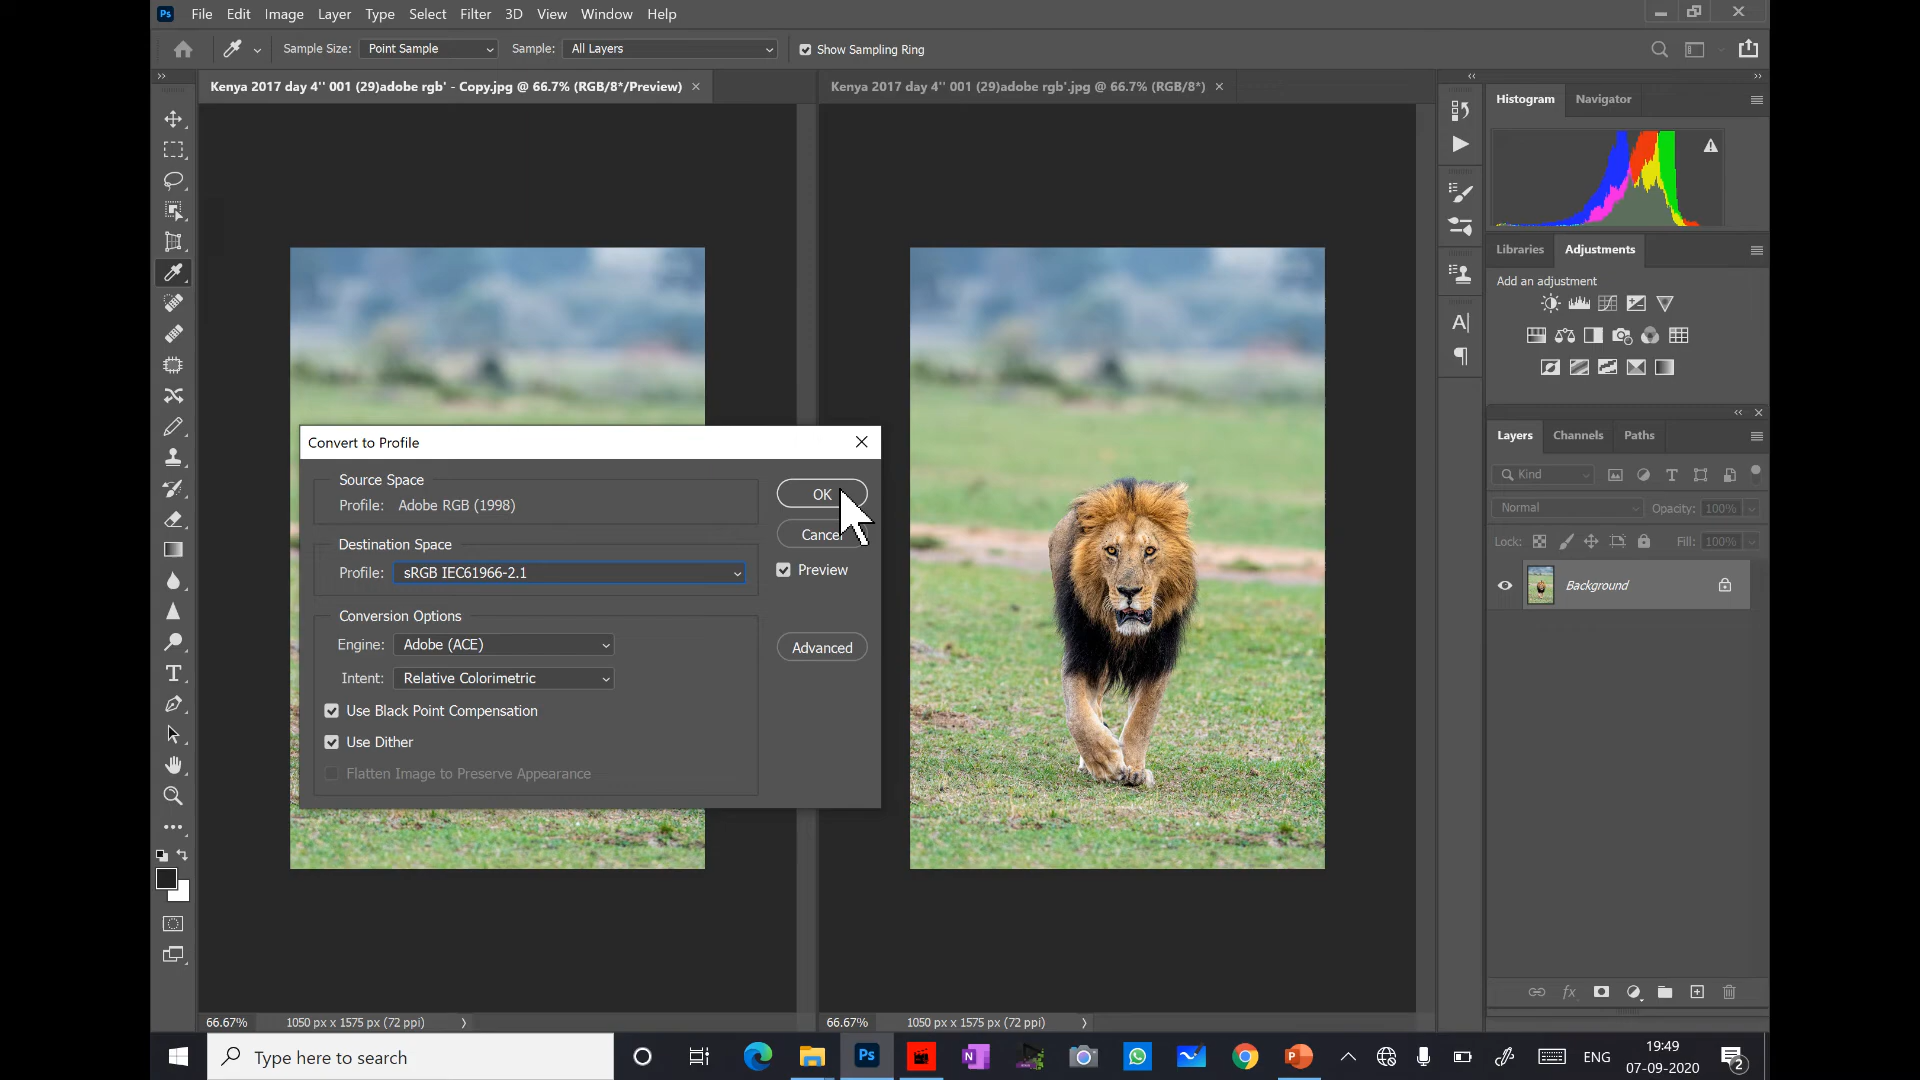 Ps File Edit Image Layer Type Select Filter 3D View Window Help
Sample Size: Point Sample Sample: All Layers Show Sampling Ring
Kenya 2017 day 4'' 001 (29)adobe rgb' - Copy.jpg @ 66.7% (RGB/8*/Preview) Kenya 2017 day 4'' 001 (29)adobe rgb'.jpg @ 66.7% (RGB/8*)
Histogram Navigator
Libraries Adjustments
Add an adjustment
Convert to Profile
Source Space
Profile: Adobe RGB (1998)
Destination Space
Profile: sRGB IEC61966-2.1
Conversion Options
Engine: Adobe (ACE)
Intent: Relative Colorimetric
Use Black Point Compensation
Use Dither
Flatten Image to Preserve Appearance
OK
Cancel
Preview
Advanced
Layers Channels Paths
Kind
Normal Opacity: 100%
Lock: Fill: 100%
Background
fx
66.67% 1050 px x 1575 px (72 ppi) 66.67% 1050 px x 1575 px (72 ppi)
Type here to search
Ps
ENG
19:49
07-09-2020
2